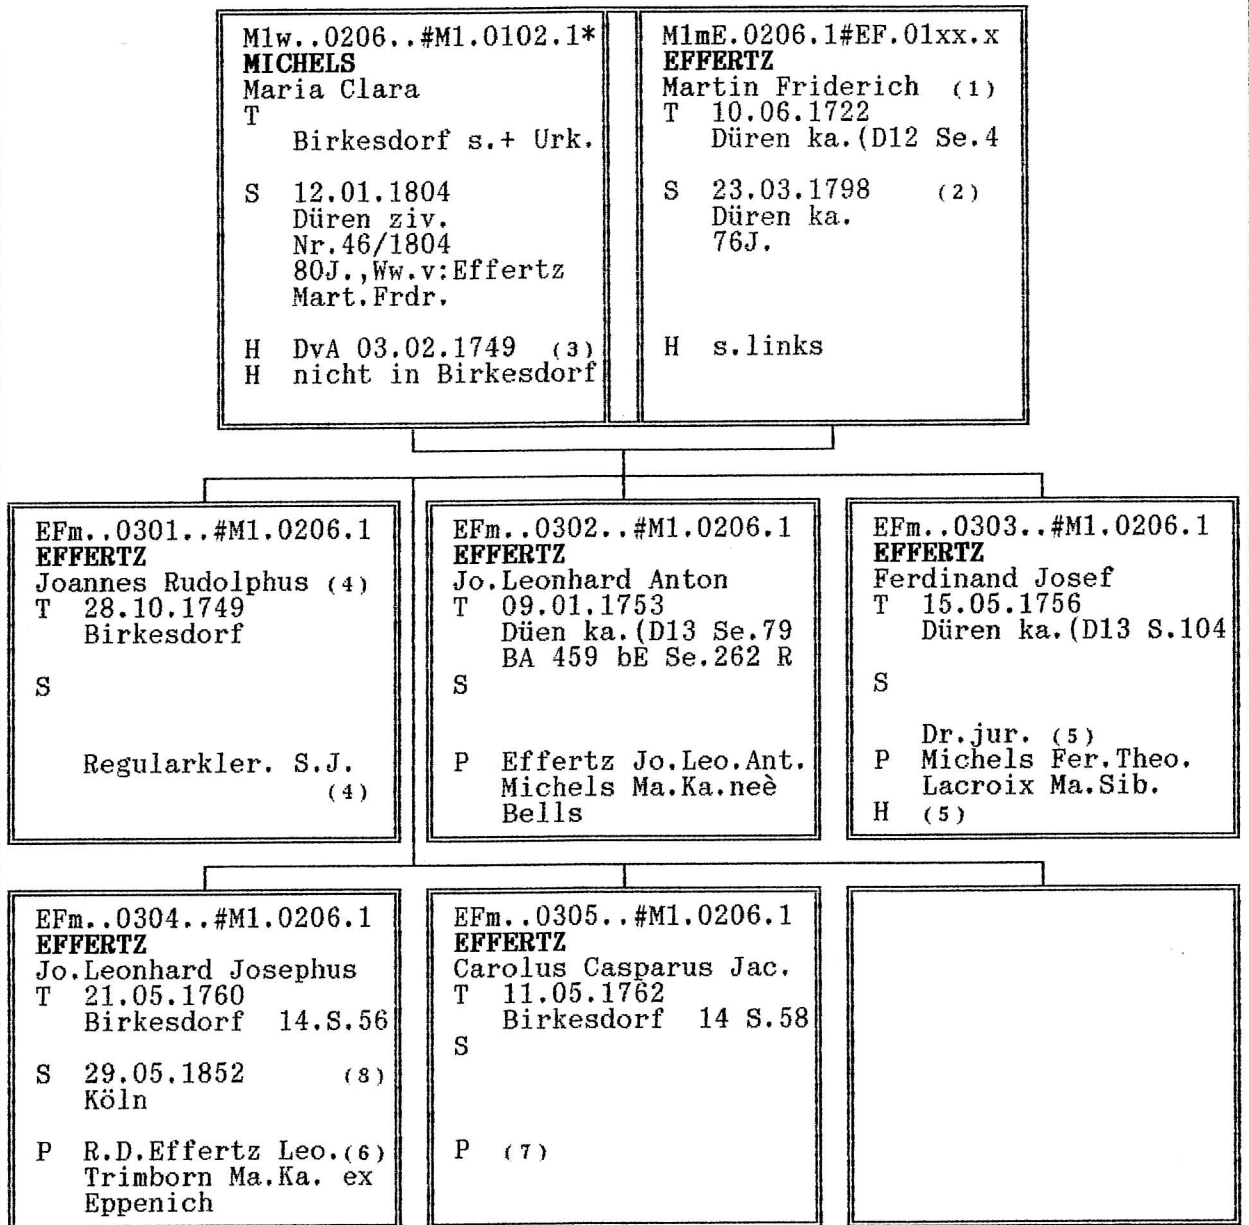 M1w..0206..#M1.0102.1*
MICHELS
Maria Clara
T
Birkesdorf s.+ Urk.
S 12.01.1804
Düren ziv.
Nr.46/1804
80J.,Ww.v:Effertz
Mart.Frdr.
H DvA 03.02.1749 (3)
H nicht in Birkesdorf
M1mE.0206.1#EF.01xx.x
EFFERTZ
Martin Friderich (1)
T 10.06.1722
Düren ka.(D12 Se.4
S 23.03.1798 (2)
Düren ka.
76J.
H s.links
EFm..0301..#M1.0206.1
EFFERTZ
Joannes Rudolphus (4)
T 28.10.1749
Birkesdorf
S
Regularkler. S.J.
(4)
EFm..0302..#M1.0206.1
EFFERTZ
Jo.Leonhard Anton
T 09.01.1753
Düen ka.(D13 Se.79
BA 459 bE Se.262 R
S
P Effertz Jo.Leo.Ant.
Michels Ma.Ka.neè
Bells
EFm..0303..#M1.0206.1
EFFERTZ
Ferdinand Josef
T 15.05.1756
Düren ka.(D13 S.104
S
Dr.jur. (5)
P Michels Fer.Theo.
Lacroix Ma.Sib.
H (5)
EFm..0304..#M1.0206.1
EFFERTZ
Jo.Leonhard Josephus
T 21.05.1760
Birkesdorf 14.S.56
S 29.05.1852 (8)
Köln
P R.D.Effertz Leo.(6)
Trimborn Ma.Ka. ex
Eppenich
EFm..0305..#M1.0206.1
EFFERTZ
Carolus Casparus Jac.
T 11.05.1762
Birkesdorf 14 S.58
S
P (7)